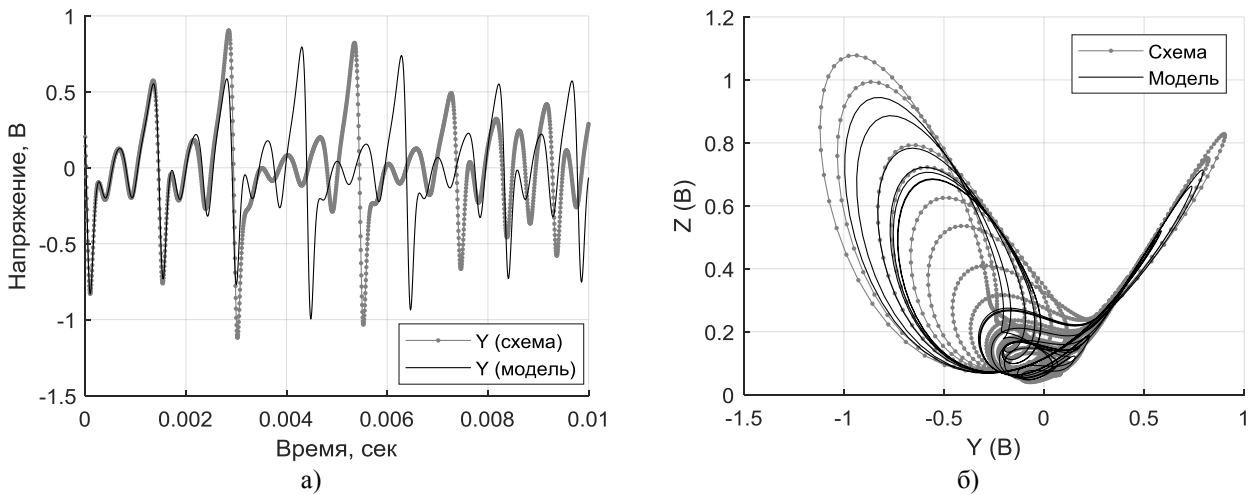 1
0.5
0
-0.5
-1
-1.5
0
0.002
0.004
0.006
0.008
0.01
Напряжение, В
Время, сек
Y (схема)
Y (модель)
а)
1.2
1
0.8
0.6
0.4
0.2
0
-1.5
-1
-0.5
0
0.5
1
Z (В)
Y (В)
Схема
Модель
б)